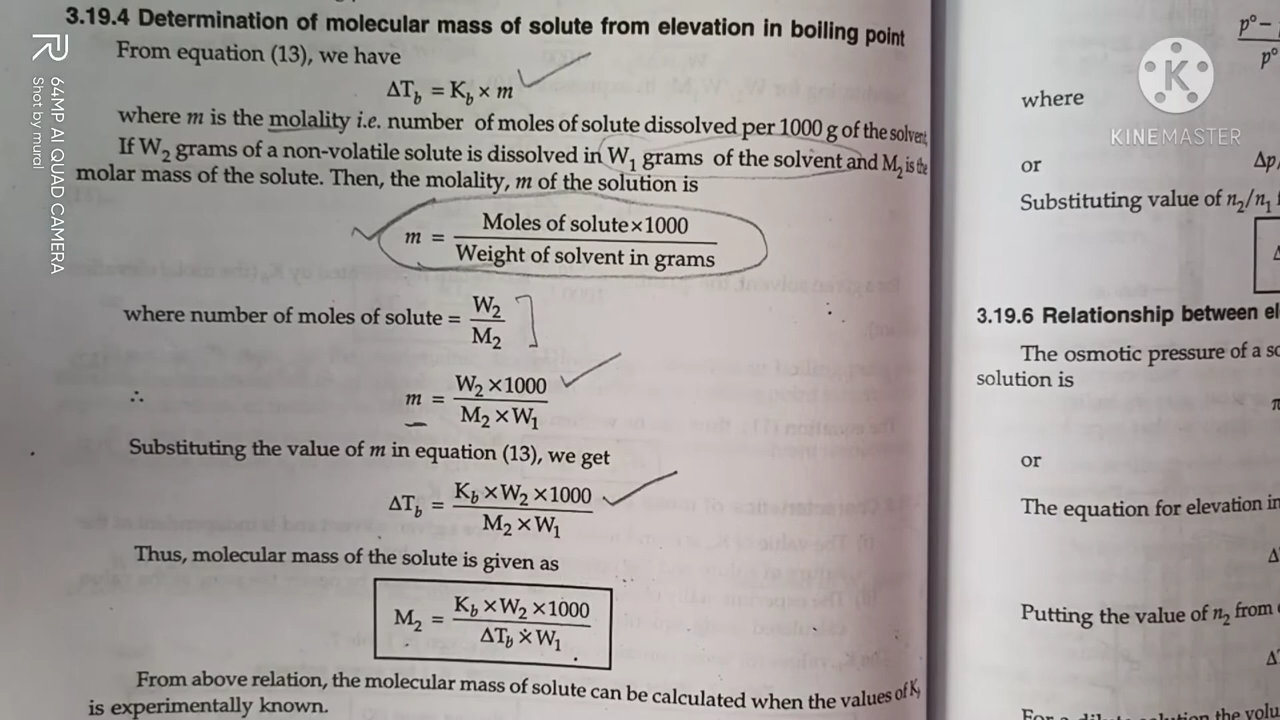 3.19.4 Determination of molecular mass of solute from elevation in boiling point
From equation (13), we have
ΔT_b = K_b × m
where m is the molality i.e. number of moles of solute dissolved per 1000 g of the solvent,
If W₂ grams of a non-volatile solute is dissolved in W₁ grams of the solvent and M₂ is the
molar mass of the solute. Then, the molality, m of the solution is
m = Moles of solute×1000 / Weight of solvent in grams
where number of moles of solute = W₂ / M₂
∴ m = W₂ ×1000 / M₂ ×W₁
Substituting the value of m in equation (13), we get
ΔT_b = K_b ×W₂ ×1000 / M₂ ×W₁
Thus, molecular mass of the solute is given as
M₂ = K_b ×W₂ ×1000 / ΔT_b ×W₁
From above relation, the molecular mass of solute can be calculated when the values of K_b
is experimentally known.
p° –
p°
where
or
Δp/
Substituting value of n₂/n₁
3.19.6 Relationship between el
The osmotic pressure of a so
solution is
π
or
The equation for elevation in
Δ
Putting the value of n₂ from
ΔT
For a dilute solution the volu
64MP AI QUAD CAMERA
Shot by mural
K
KINEMASTER